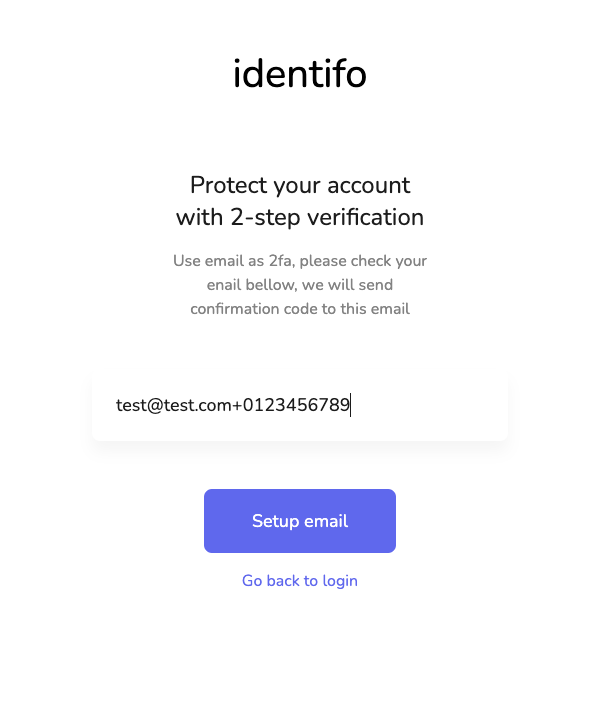 identifo
Protect your account
with 2-step verification
Use email as 2fa, please check your
enail bellow, we will send
confirmation code to this email
test@test.com+0123456789
Setup email
Go back to login